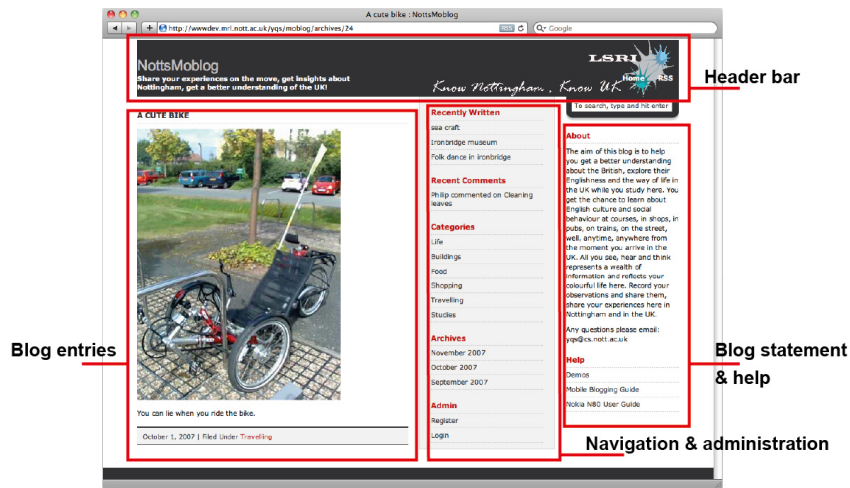 A cute bike : NottsMoblog
http://wwwdev.mrl.nott.ac.uk/yqs/moblog/archives/24
RSS
Google
NottsMoblog
Share your experiences on the move, get insights about
Nottingham, get a better understanding of the UK!
LSRI
Home
RSS
Know Nottingham, Know UK
Header bar
To search, type and hit enter
A CUTE BIKE
You can lie when you ride the bike.
October 1, 2007 | Filed Under Travelling
Blog entries
Recently Written
sea craft
Ironbridge museum
Folk dance in ironbridge
Recent Comments
Philip commented on Cleaning
leaves
Categories
Life
Buildings
Food
Shopping
Travelling
Studies
Archives
November 2007
October 2007
September 2007
Admin
Register
Login
About
The aim of this blog is to help
you get a better understanding
about the British, explore their
Englishness and the way of life in
the UK while you study here. You
get the chance to learn about
English culture and social
behaviour at courses, in shops, in
pubs, on trains, on the street,
well, anytime, anywhere from
the moment you arrive in the
UK. All you see, hear and think
represents a wealth of
information and reflects your
colourful life here. Record your
observations and share them,
share your experiences here in
Nottingham and in the UK.
Any questions please email:
yqs@cs.nott.ac.uk
Help
Demos
Mobile Blogging Guide
Nokia N80 User Guide
Blog statement
& help
Navigation & administration